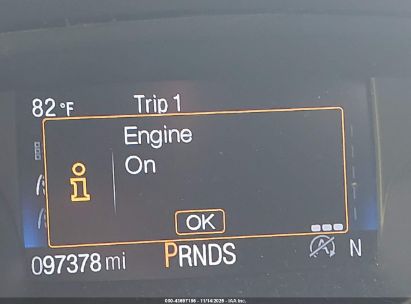 82°F Trip 1
Engine
On
i
OK
A N
097378 mi PRNDS